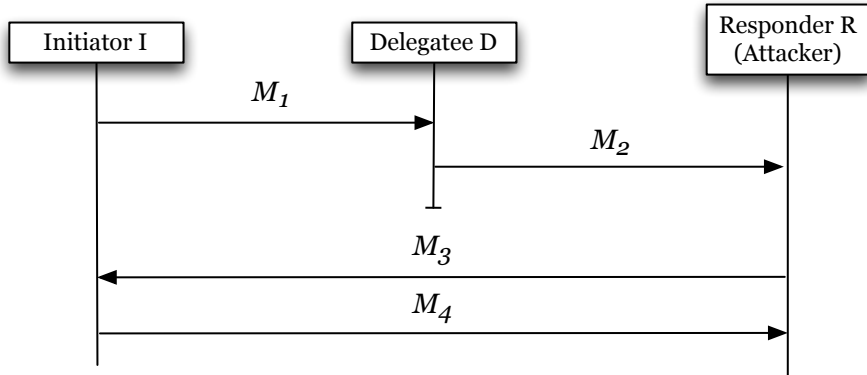 Initiator I
Delegatee D
Responder R
(Attacker)
M1
M2
M3
M4